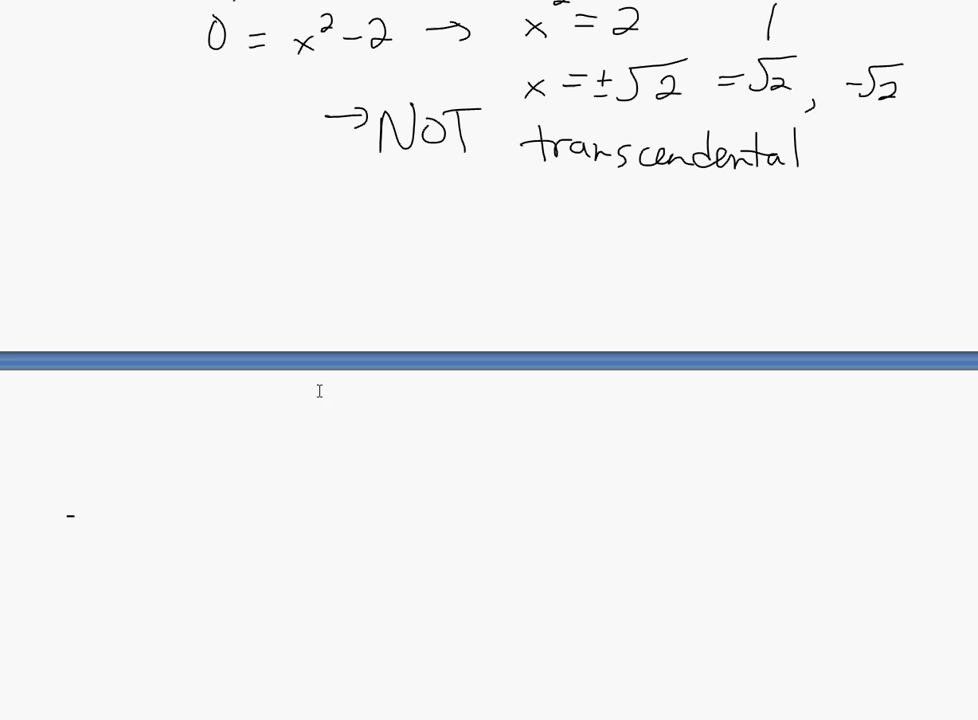 0 = x² - 2 → x² = 2
x = ±√2 = √2, -√2
→ NOT transcendental
-